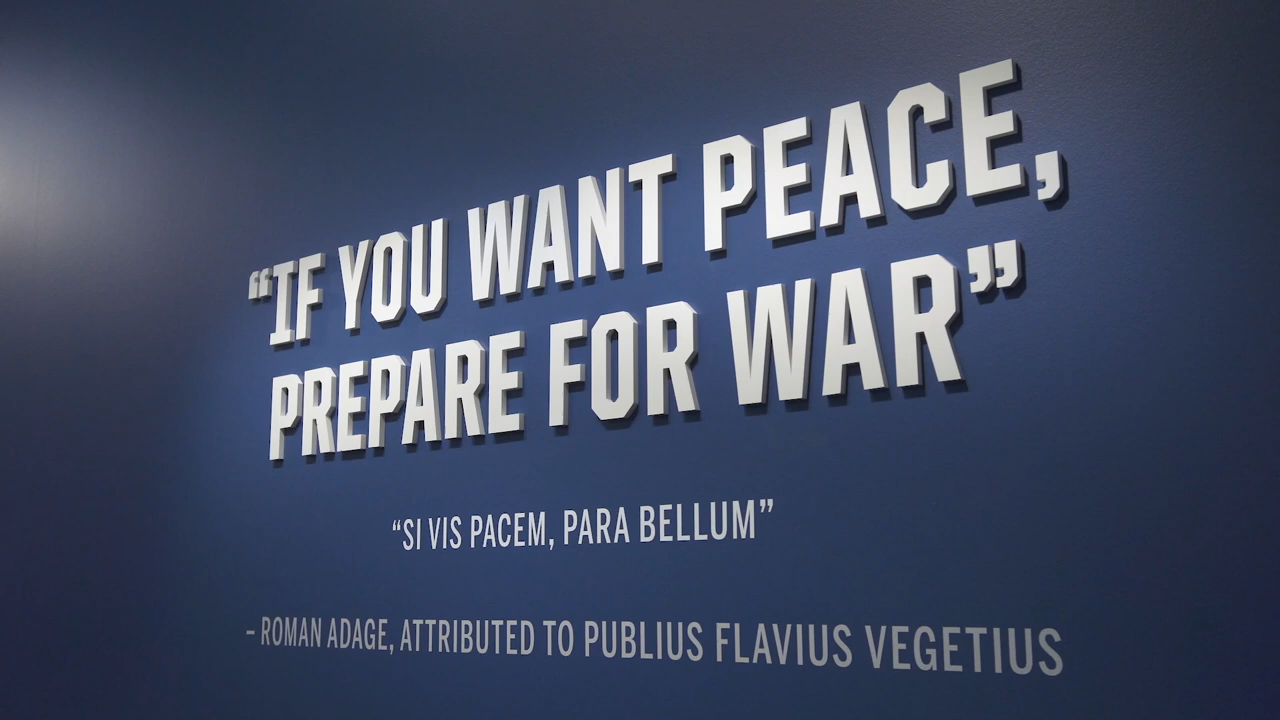 “IF YOU WANT PEACE,
PREPARE FOR WAR”
“SI VIS PACEM, PARA BELLUM”
– ROMAN ADAGE, ATTRIBUTED TO PUBLIUS FLAVIUS VEGETIUS